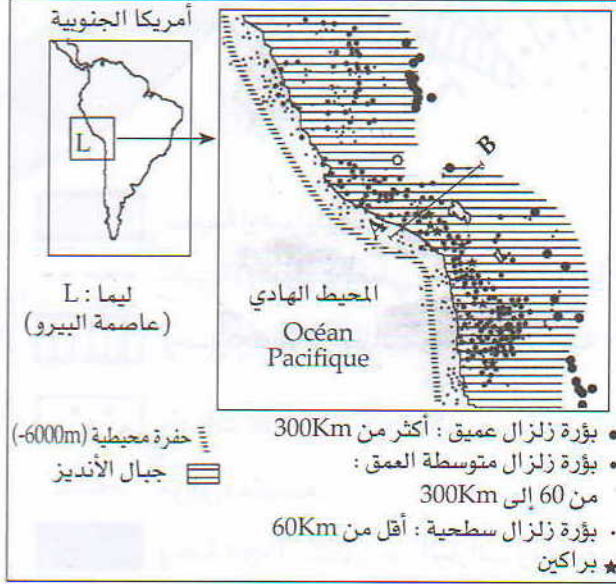 أمريكا الجنوبية
L
B
A
المحيط الهادي
Océan
Pacifique
ليما : L
(عاصمة البيرو)
حفرة محيطية (-6000m)
جبال الأنديز
بؤرة زلزال عميق : أكثر من 300Km
بؤرة زلزال متوسطة العمق :
من 60 إلى 300Km
بؤرة زلزال سطحية : أقل من 60Km
براكين